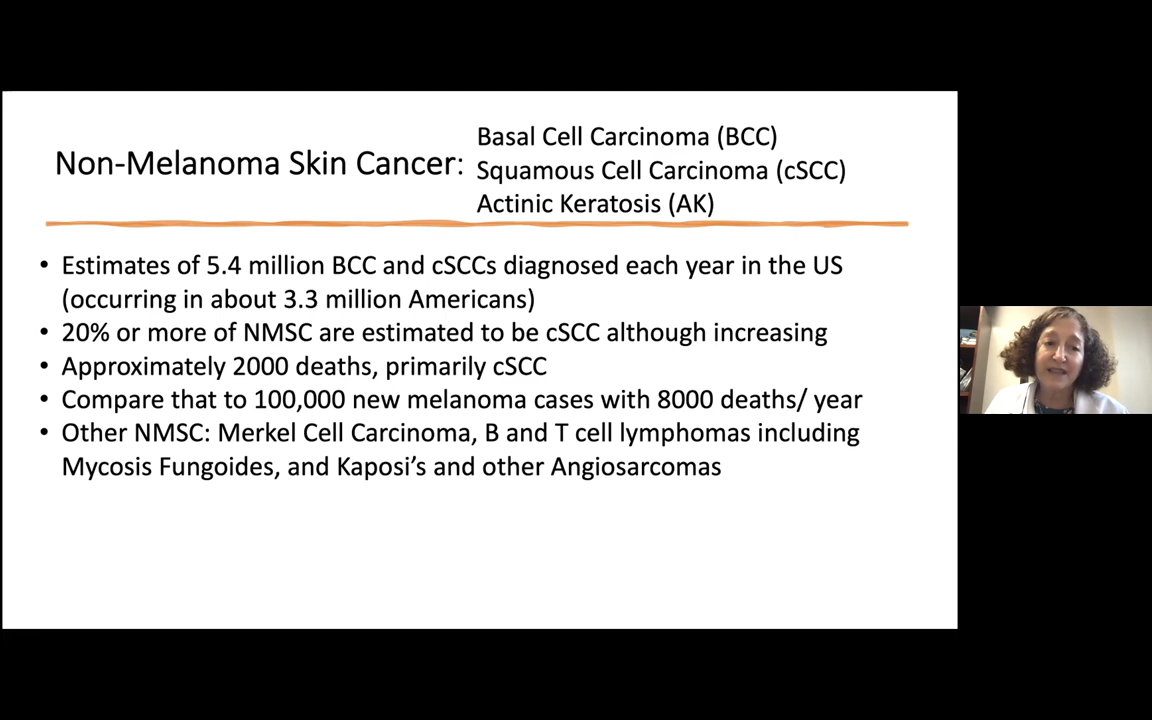 Non-Melanoma Skin Cancer:
Basal Cell Carcinoma (BCC)
Squamous Cell Carcinoma (cSCC)
Actinic Keratosis (AK)
• Estimates of 5.4 million BCC and cSCCs diagnosed each year in the US
(occurring in about 3.3 million Americans)
• 20% or more of NMSC are estimated to be cSCC although increasing
• Approximately 2000 deaths, primarily cSCC
• Compare that to 100,000 new melanoma cases with 8000 deaths/ year
• Other NMSC: Merkel Cell Carcinoma, B and T cell lymphomas including
Mycosis Fungoides, and Kaposi’s and other Angiosarcomas